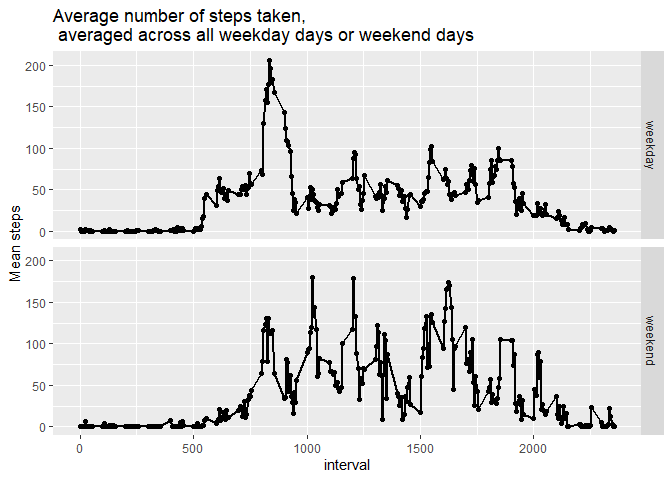 Average number of steps taken,
averaged across all weekday days or weekend days
Mean steps
200
150
100
50
0
weekday
200
150
100
50
0
weekend
0 500 1000 1500 2000
interval